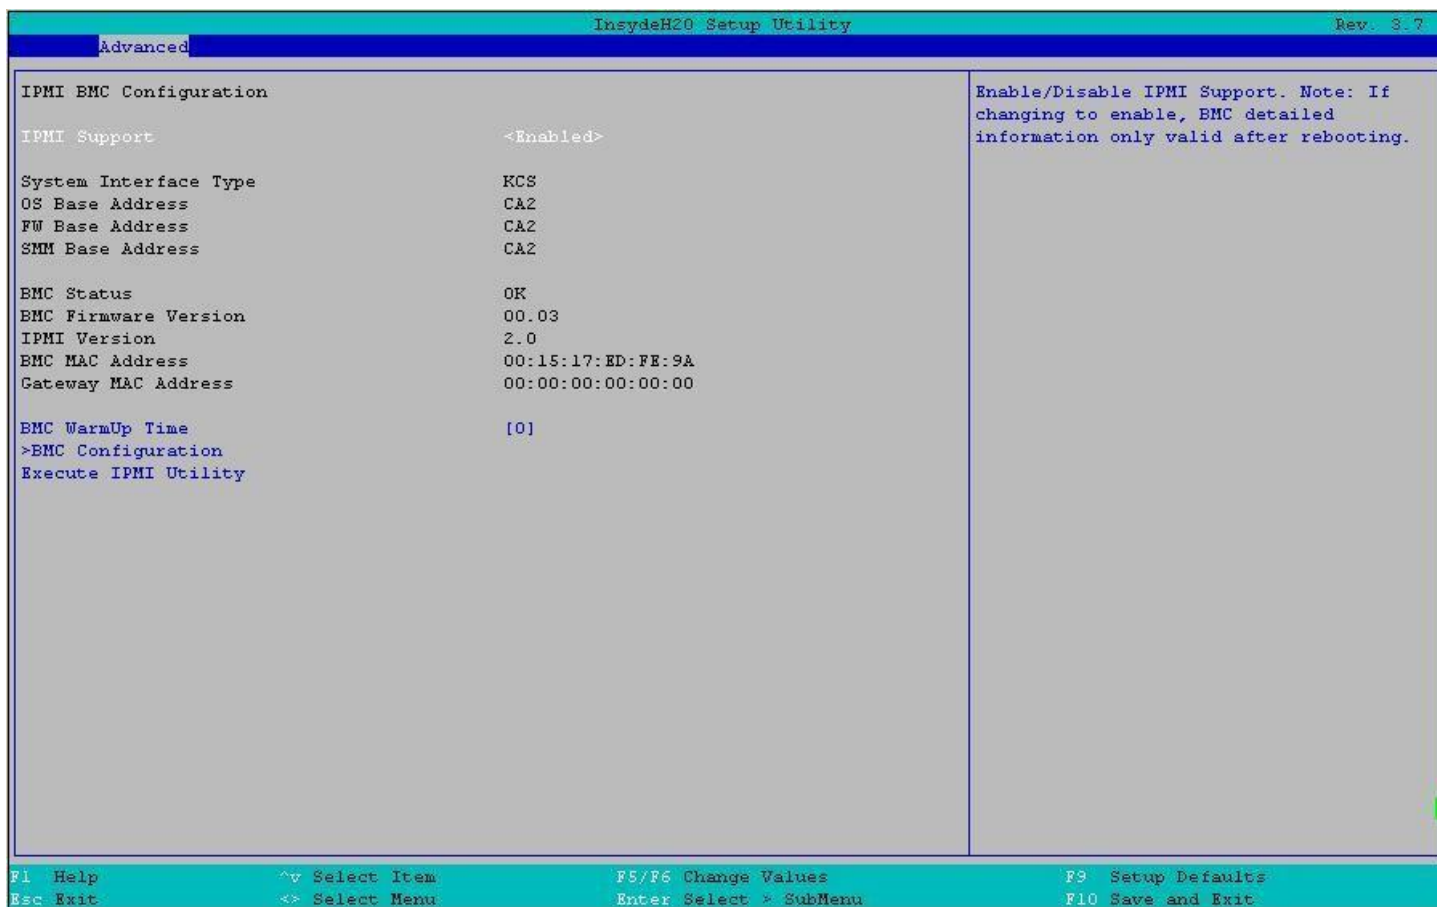 InsydeH20 Setup Utility Rev. 3.7
Advanced
IPMI BMC Configuration
IPMI Support <Enabled>
System Interface Type KCS
OS Base Address CA2
FW Base Address CA2
SMM Base Address CA2
BMC Status OK
BMC Firmware Version 00.03
IPMI Version 2.0
BMC MAC Address 00:15:17:ED:FE:9A
Gateway MAC Address 00:00:00:00:00:00
BMC WarmUp Time [0]
>BMC Configuration
Execute IPMI Utility
Enable/Disable IPMI Support. Note: If
changing to enable, BMC detailed
information only valid after rebooting.
F1 Help ^v Select Item F5/F6 Change Values F9 Setup Defaults
Esc Exit <> Select Menu Enter Select > SubMenu F10 Save and Exit